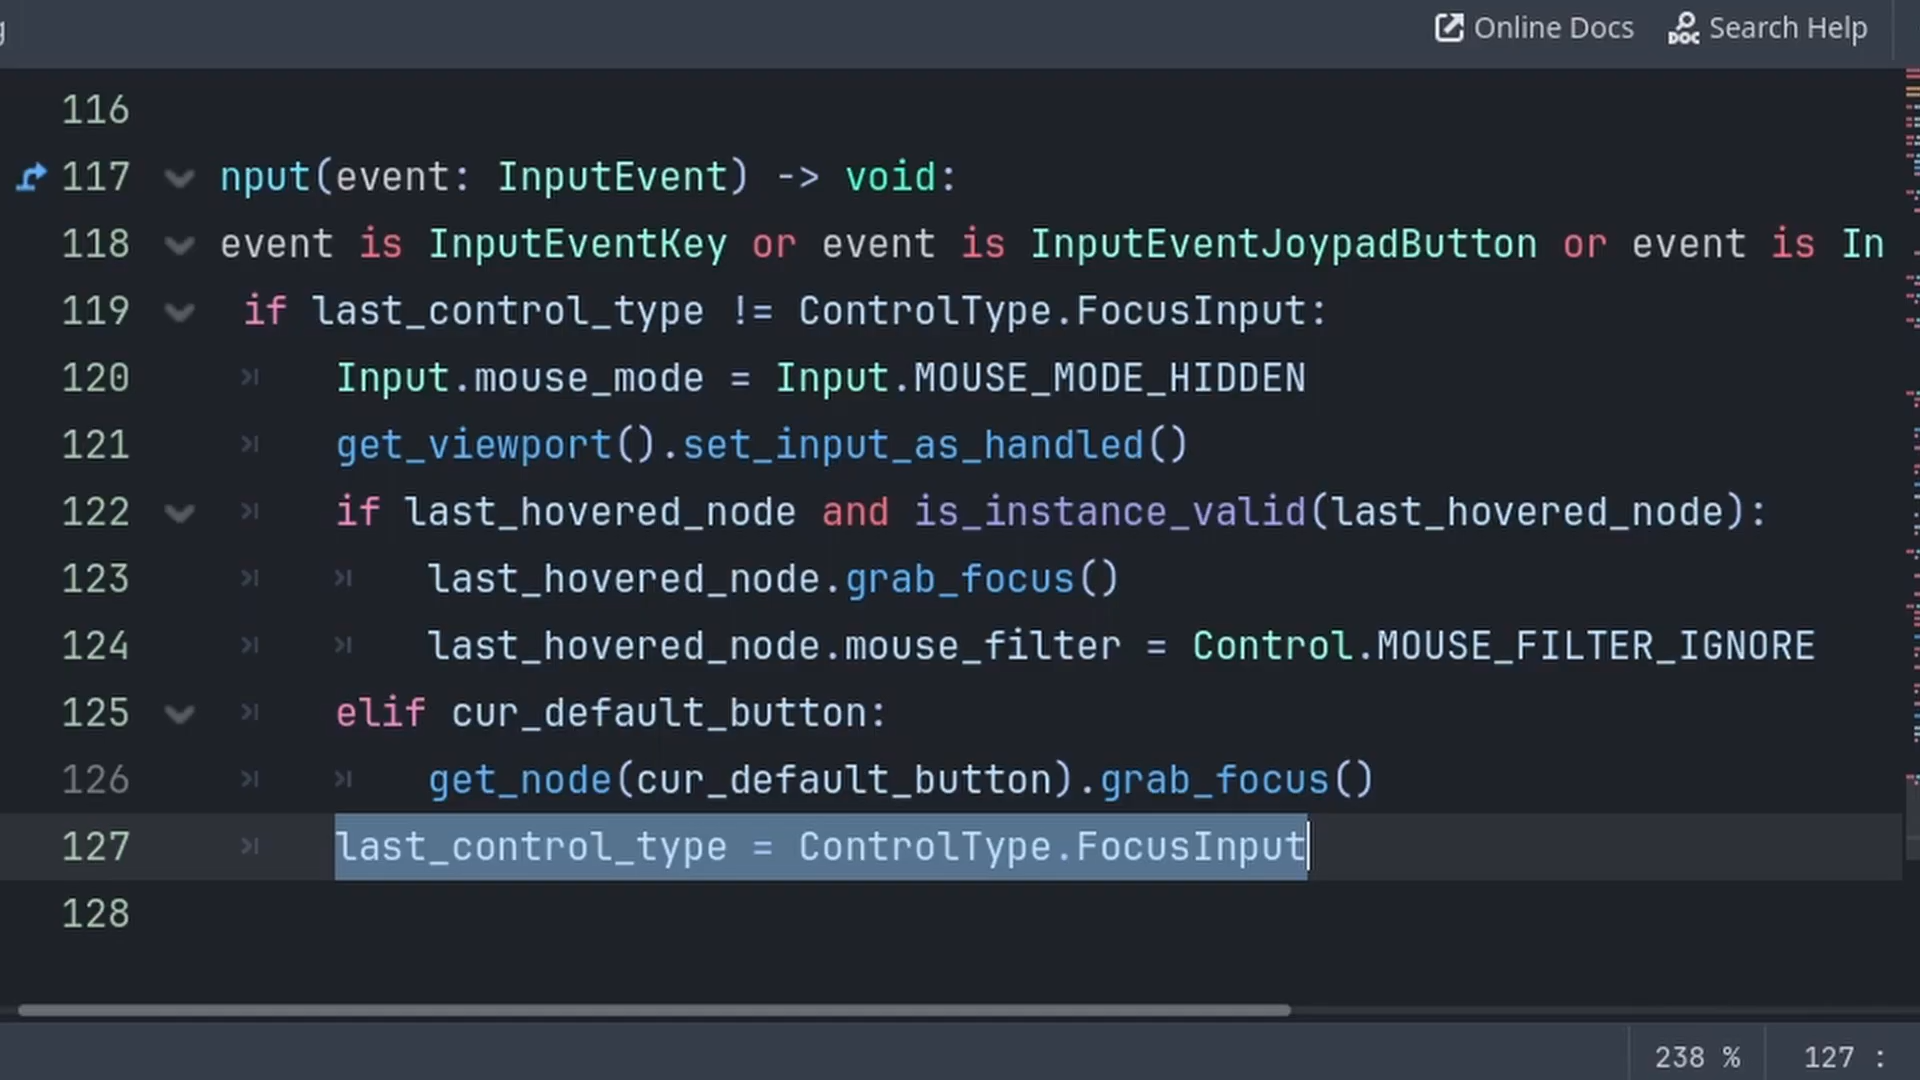 Online Docs Search Help
116
117 nput(event: InputEvent) -> void:
118 event is InputEventKey or event is InputEventJoypadButton or event is In
119 if last_control_type != ControlType.FocusInput:
120 Input.mouse_mode = Input.MOUSE_MODE_HIDDEN
121 get_viewport().set_input_as_handled()
122 if last_hovered_node and is_instance_valid(last_hovered_node):
123 last_hovered_node.grab_focus()
124 last_hovered_node.mouse_filter = Control.MOUSE_FILTER_IGNORE
125 elif cur_default_button:
126 get_node(cur_default_button).grab_focus()
127 last_control_type = ControlType.FocusInput
128
238 % 127 :